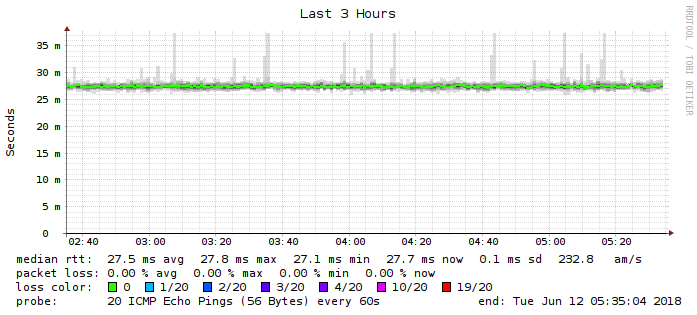 Last 3 Hours
RRDTOOL / TOBI OETIKER
Seconds
35 m
30 m
25 m
20 m
15 m
10 m
5 m
0
02:40 03:00 03:20 03:40 04:00 04:20 04:40 05:00 05:20
median rtt: 27.5 ms avg 27.8 ms max 27.1 ms min 27.7 ms now 0.1 ms sd 232.8 am/s
packet loss: 0.00 % avg 0.00 % max 0.00 % min 0.00 % now
loss color: 0 1/20 2/20 3/20 4/20 10/20 19/20
probe: 20 ICMP Echo Pings (56 Bytes) every 60s end: Tue Jun 12 05:35:04 2018